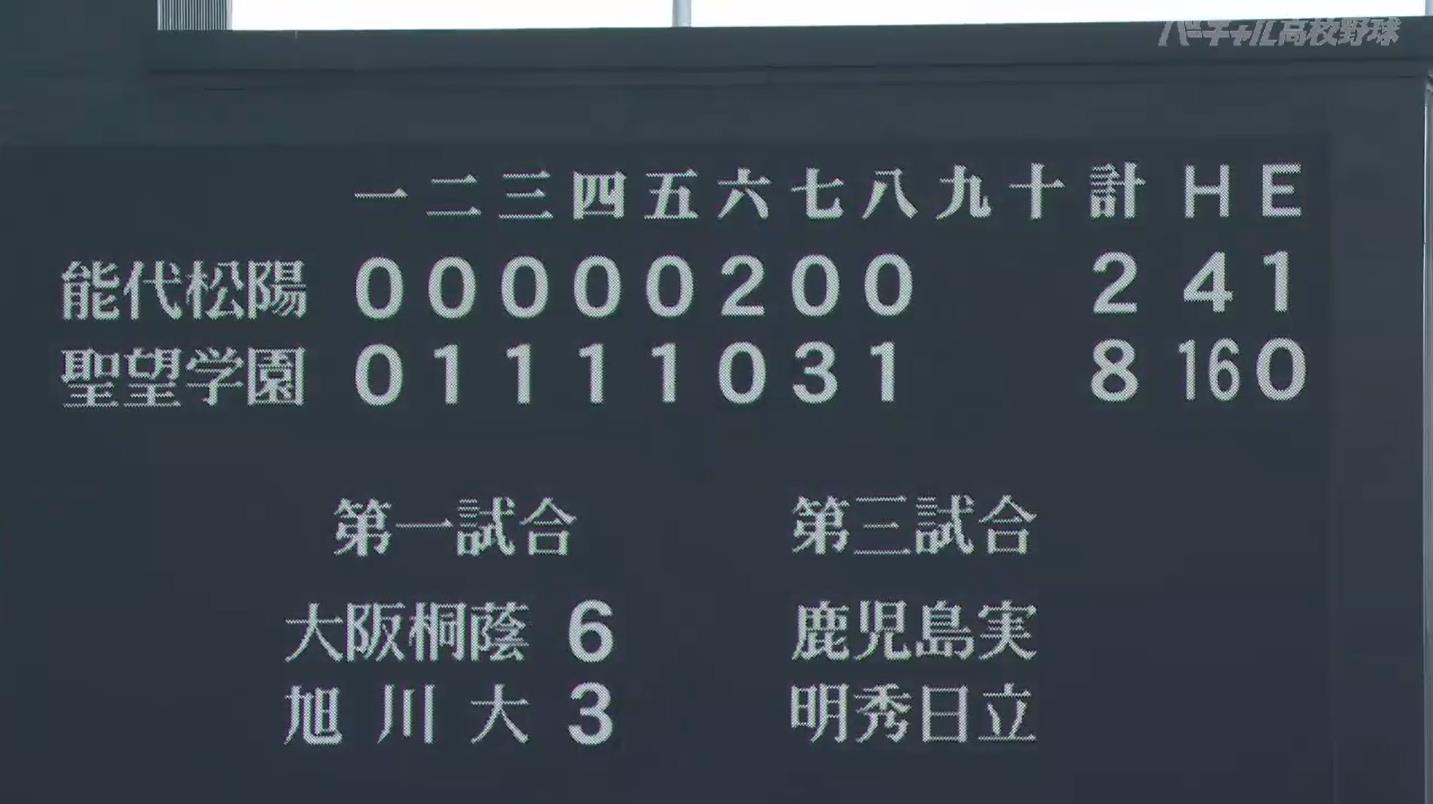 バーチャル高校野球
一 二 三 四 五 六 七 八 九 十 計 H E
能代松陽 0 0 0 0 0 2 0 0 2 4 1
聖望学園 0 1 1 1 1 0 3 1 8 16 0
第一試合 第三試合
大阪桐蔭 6 鹿児島実
旭川大 3 明秀日立